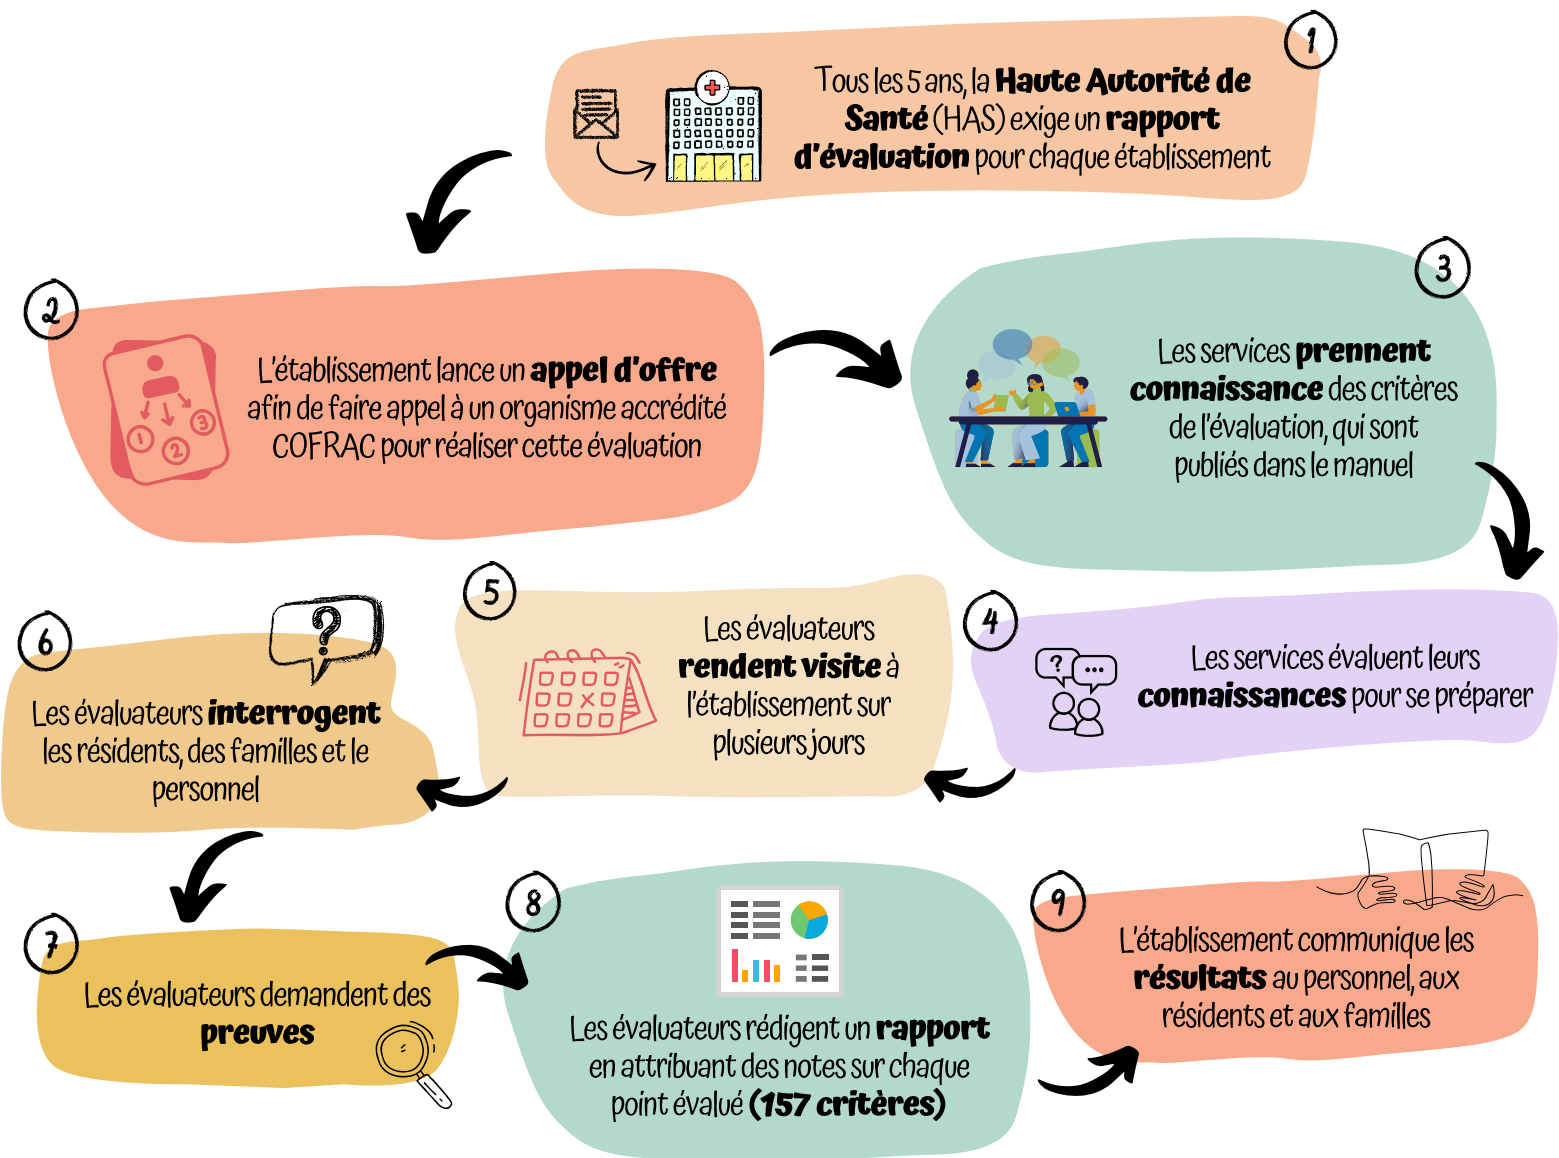 1
Tous les 5 ans, la Haute Autorité de
Santé (HAS) exige un rapport
d'évaluation pour chaque établissement
2
1
2
3
L'établissement lance un appel d'offre
afin de faire appel à un organisme accrédité
COFRAC pour réaliser cette évaluation
3
Les services prennent
connaissance des critères
de l'évaluation, qui sont
publiés dans le manuel
4
?
...
Les services évaluent leurs
connaissances pour se préparer
5
Les évaluateurs
rendent visite à
l'établissement sur
plusieurs jours
6
?
Les évaluateurs interrogent
les résidents, des familles et le
personnel
7
Les évaluateurs demandent des
preuves
8
Les évaluateurs rédigent un rapport
en attribuant des notes sur chaque
point évalué (157 critères)
9
L'établissement communique les
résultats au personnel, aux
résidents et aux familles